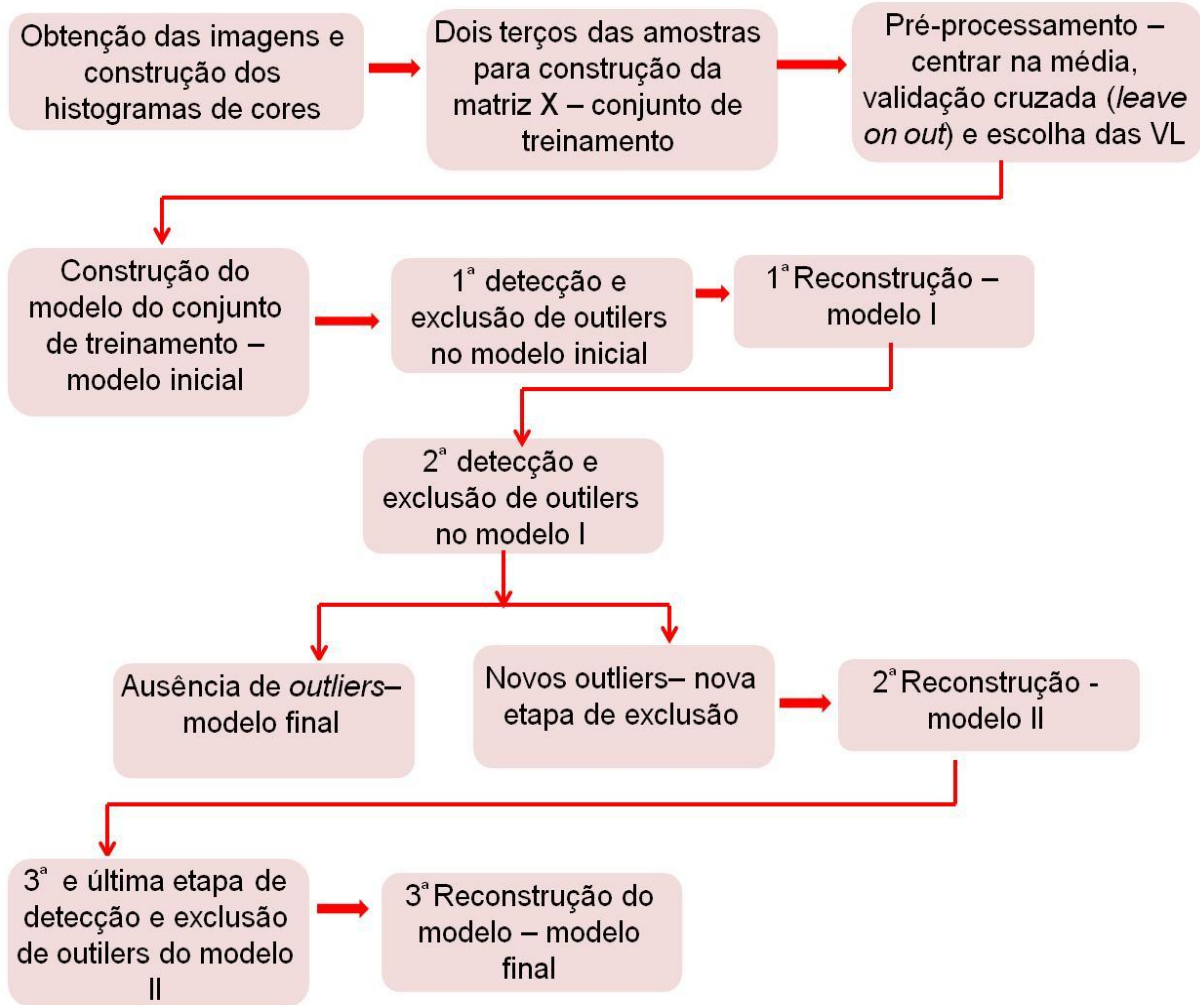 Obtenção das imagens e
construção dos
histogramas de cores
Dois terços das amostras
para construção da
matriz X – conjunto de
treinamento
Pré-processamento –
centrar na média,
validação cruzada (leave
on out) e escolha das VL
Construção do
modelo do conjunto
de treinamento –
modelo inicial
1ª detecção e
exclusão de outilers
no modelo inicial
1ª Reconstrução –
modelo I
2ª detecção e
exclusão de outilers
no modelo I
Ausência de outliers–
modelo final
Novos outliers– nova
etapa de exclusão
2ª Reconstrução -
modelo II
3ª e última etapa de
detecção e exclusão
de outilers do modelo
II
3ª Reconstrução do
modelo – modelo
final